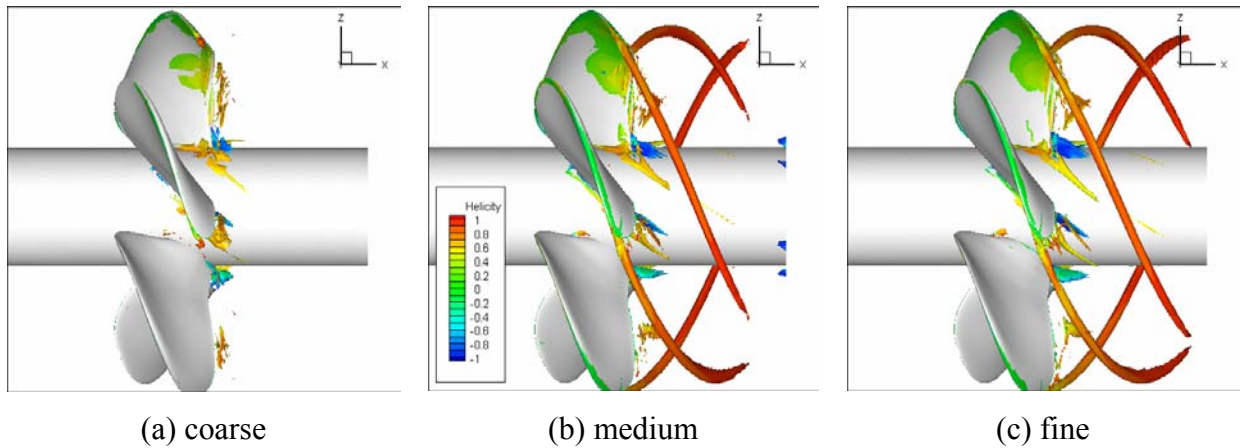 z
x
z
x
z
x
Helicity
1
0.8
0.6
0.4
0.2
0
-0.2
-0.4
-0.6
-0.8
-1
(a) coarse
(b) medium
(c) fine